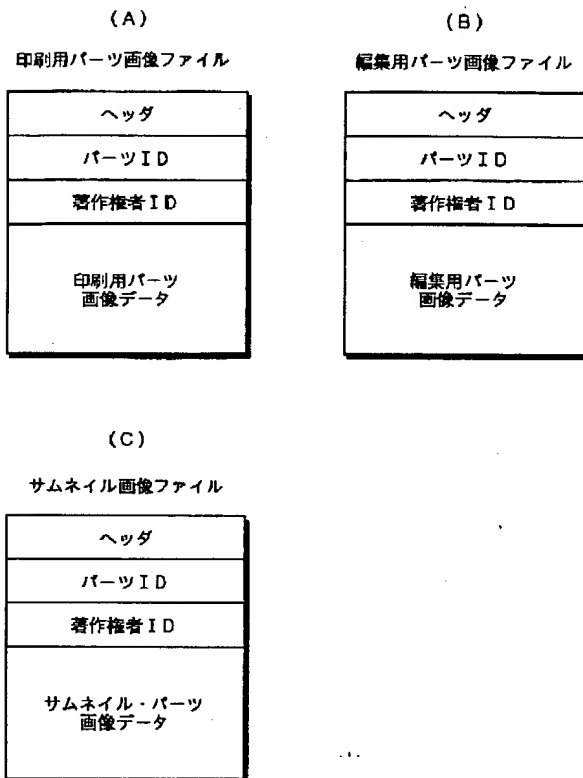 (A)
印刷用パーツ画像ファイル
ヘッダ
パーツID
著作権者ID
印刷用パーツ
画像データ
(B)
編集用パーツ画像ファイル
ヘッダ
パーツID
著作権者ID
編集用パーツ
画像データ
(C)
サムネイル画像ファイル
ヘッダ
パーツID
著作権者ID
サムネイル・パーツ
画像データ